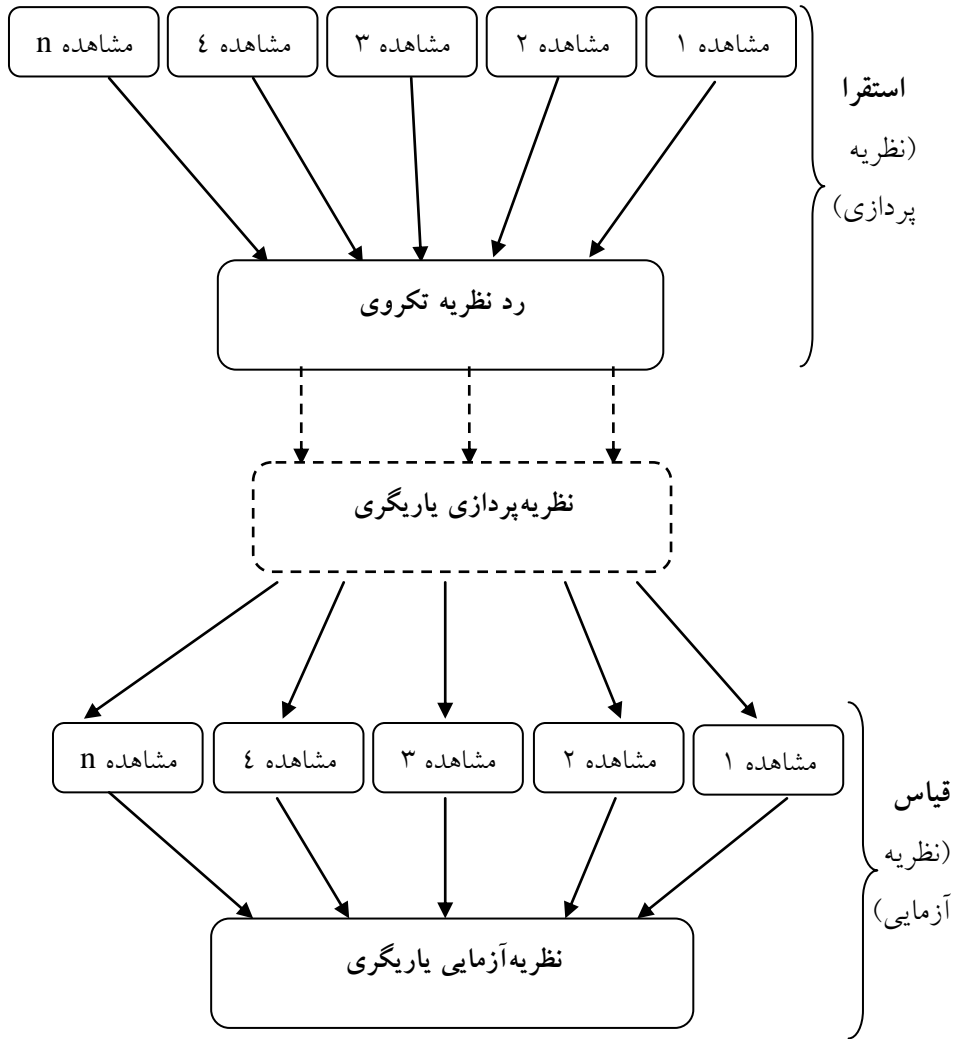 مشاهده ۱
مشاهده ۲
مشاهده ۳
مشاهده ٤
مشاهده n
استقرا
(نظریه
پردازی)
رد نظریه تکروی
نظریه‌پردازی یاریگری
مشاهده ۱
مشاهده ۲
مشاهده ۳
مشاهده ٤
مشاهده n
قیاس
(نظریه
آزمایی)
نظریه‌آزمایی یاریگری